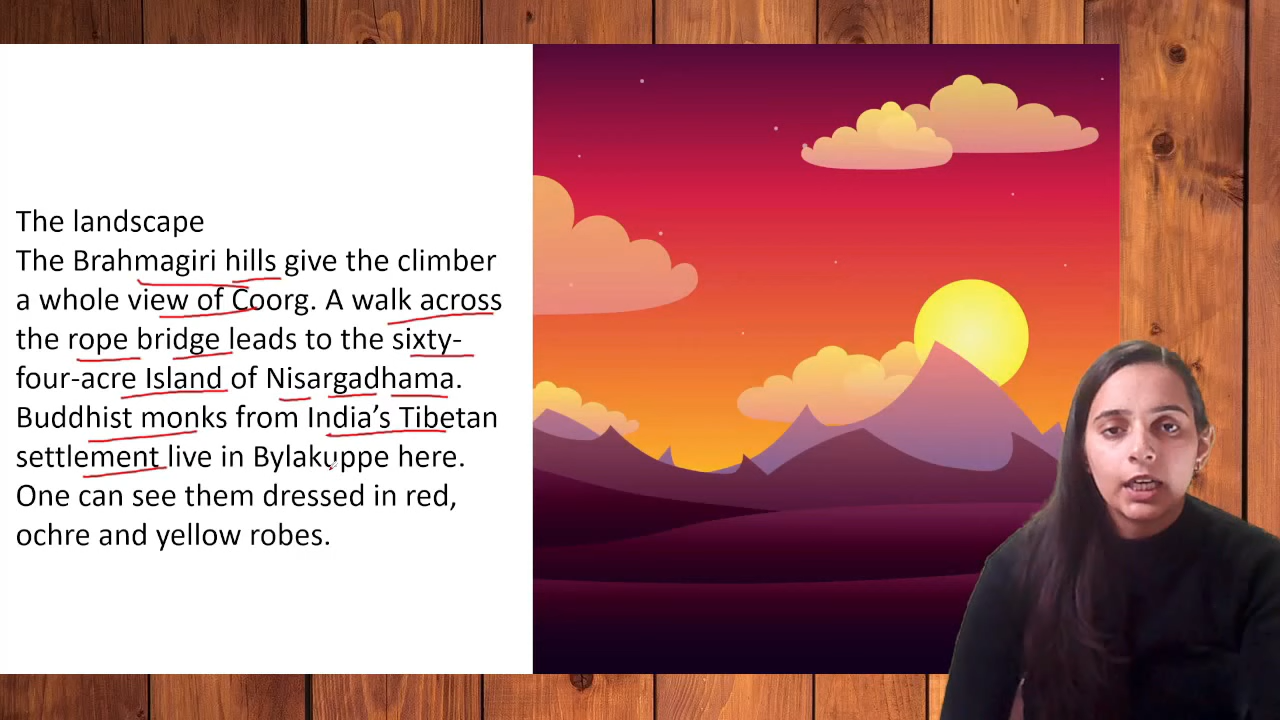 The landscape
The Brahmagiri hills give the climber
a whole view of Coorg. A walk across
the rope bridge leads to the sixty-
four-acre Island of Nisargadhama.
Buddhist monks from India’s Tibetan
settlement live in Bylakuppe here.
One can see them dressed in red,
ochre and yellow robes.